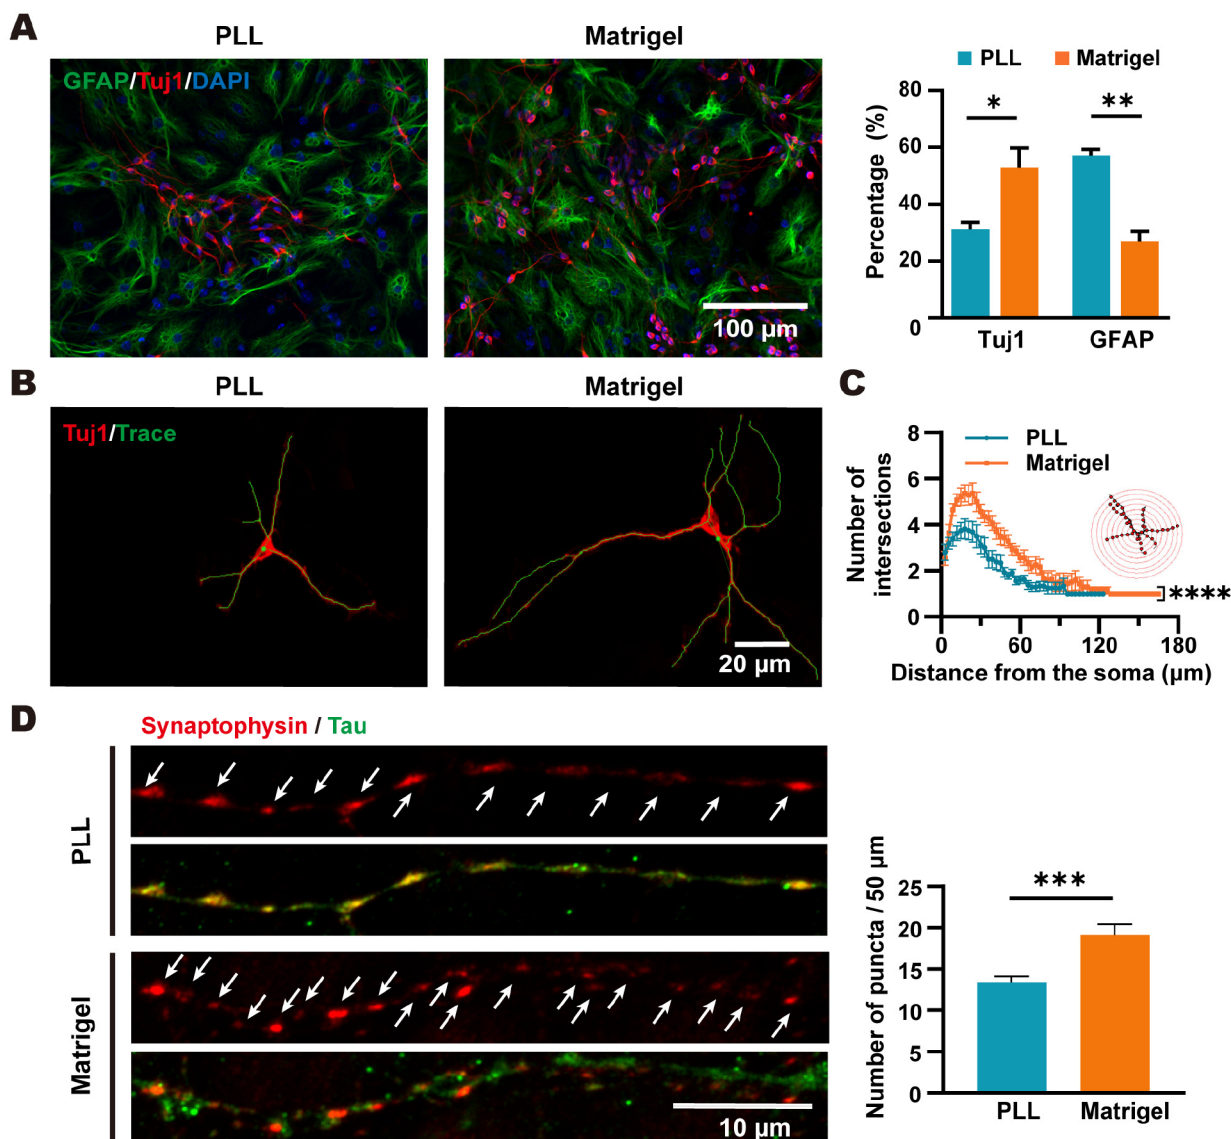 A
PLL
Matrigel
GFAP/Tuj1/DAPI
100 µm
PLL
Matrigel
Percentage (%)
80
60
40
20
0
*
**
Tuj1
GFAP
B
PLL
Matrigel
Tuj1/Trace
20 µm
C
PLL
Matrigel
Number of
intersections
8
6
4
2
0
0
60
120
180
****
Distance from the soma (µm)
D
Synaptophysin / Tau
PLL
Matrigel
10 µm
Number of puncta / 50 µm
25
20
15
10
5
0
***
PLL
Matrigel